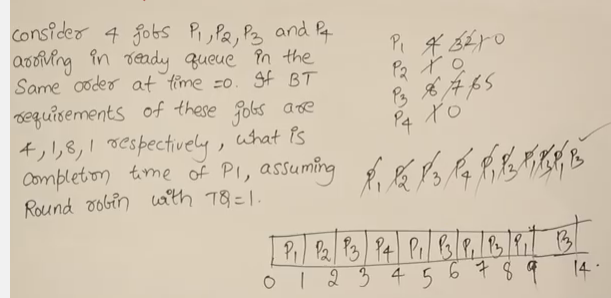 consider 4 jobs P1, P2, P3 and P4
arriving in ready queue in the
same order at time =0. If BT
requirements of these jobs are
4, 1, 8, 1 respectively, what is
completion time of P1, assuming
Round robin with TQ=1.
P1 4 3 2 1 0
P2 1 0
P3 8 7 6 5
P4 1 0
P1 P2 P3 P4 P1 P3 P1 P3 P1 P3 ✓
P1 P2 P3 P4 P1 P3 P1 P3 P1 P3
0 1 2 3 4 5 6 7 8 9 14.